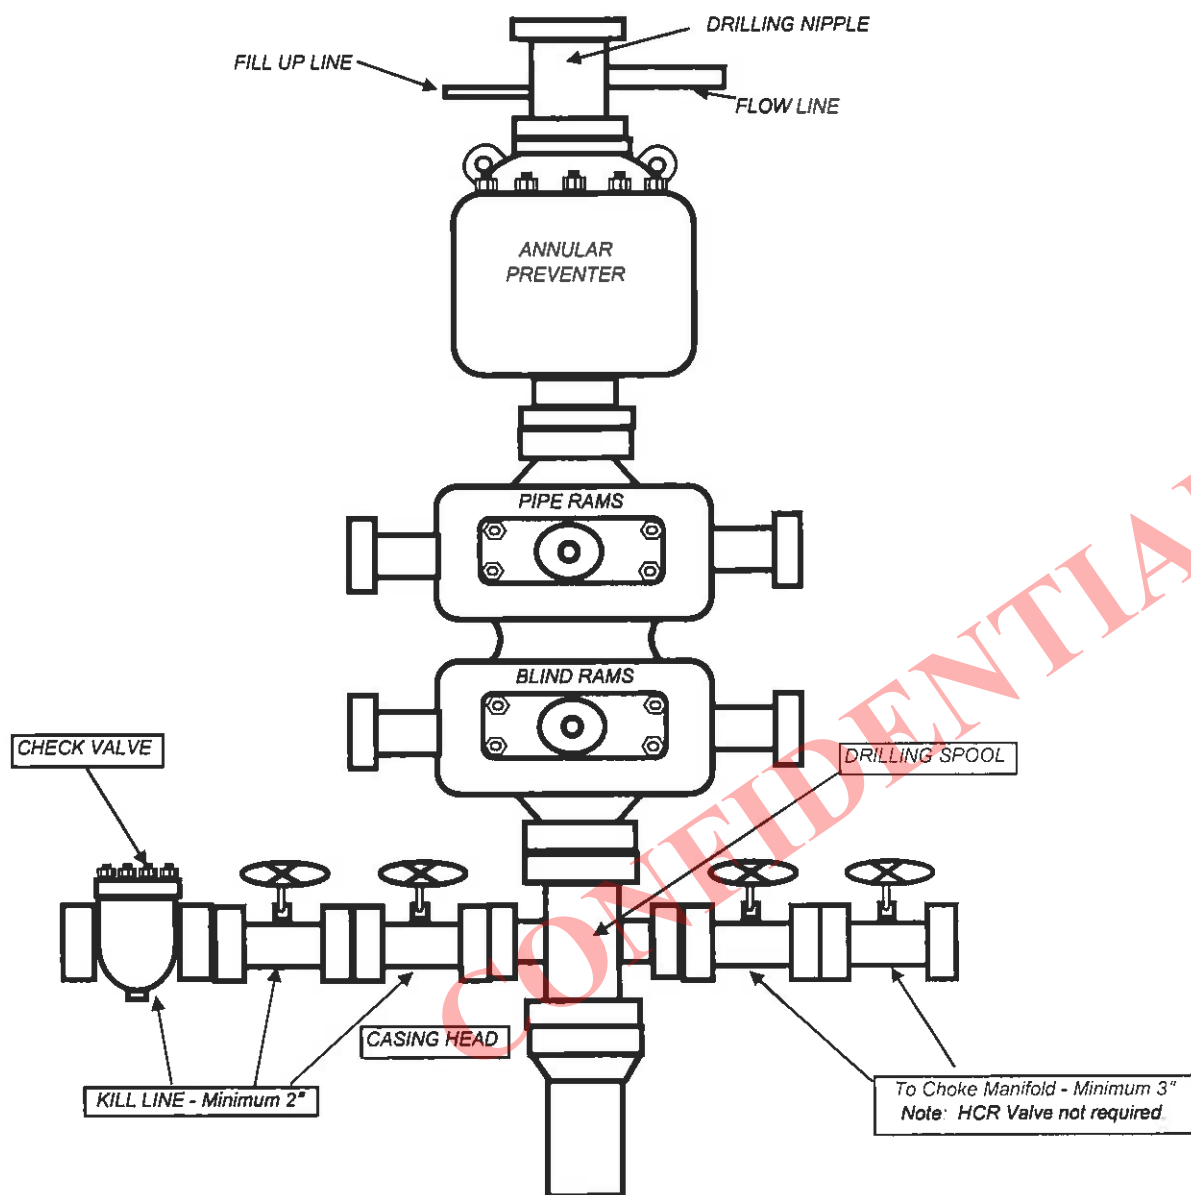 DRILLING NIPPLE
FILL UP LINE
FLOW LINE
ANNULAR
PREVENTER
PIPE RAMS
BLIND RAMS
CHECK VALVE
DRILLING SPOOL
CASING HEAD
KILL LINE - Minimum 2"
To Choke Manifold - Minimum 3"
Note: HCR Valve not required
CONFIDENTIAL